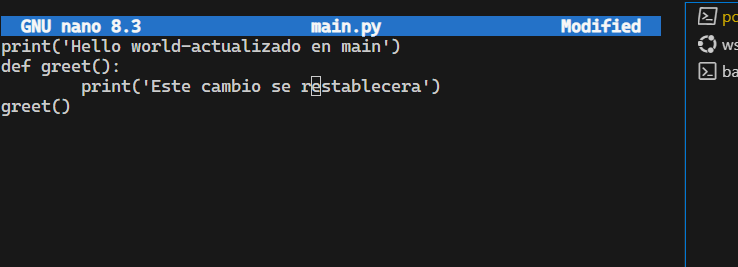 GNU nano 8.3 main.py Modified
print('Hello world-actualizado en main')
def greet():
        print('Este cambio se restablecera')
greet()
po
ws
ba